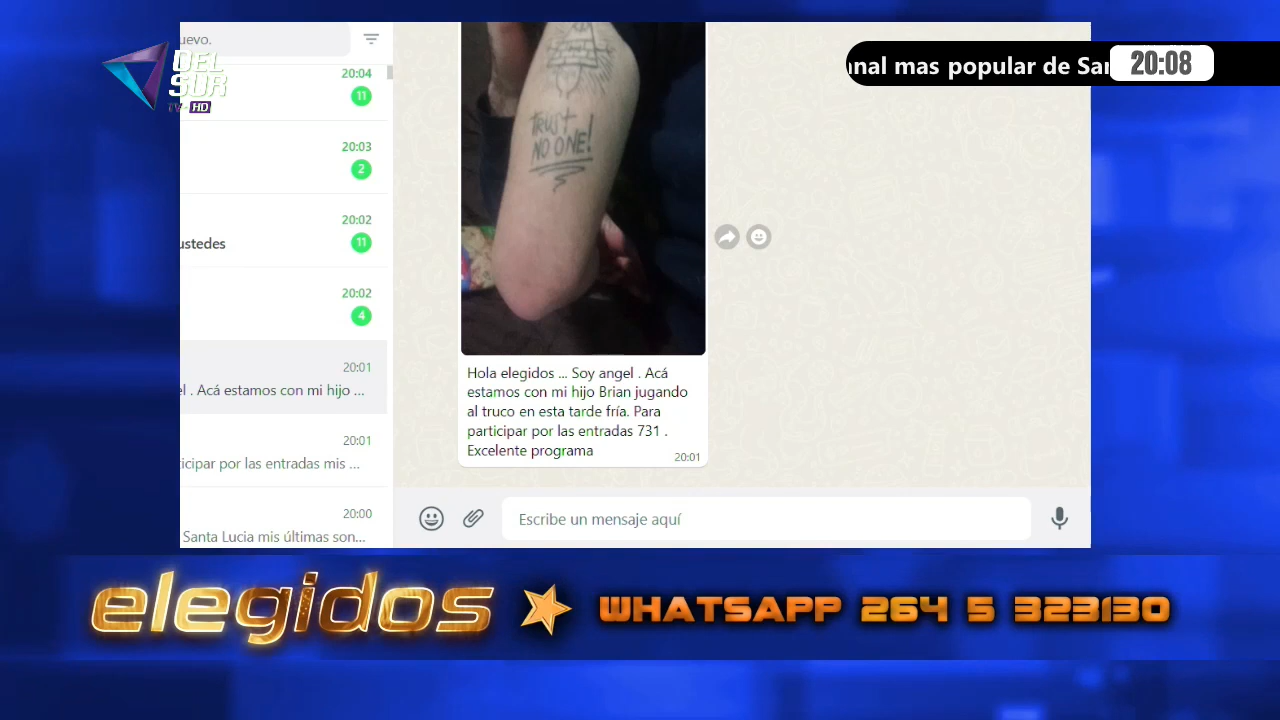 uevo.
DEL
SUR
TV HD
nal mas popular de Sa
20:08
20:04
11
20:03
2
20:02
ustedes
11
20:02
4
20:01
el . Acá estamos con mi hijo ...
20:01
ticipar por las entradas mis ...
20:00
Santa Lucia mis últimas son...
TRUST
NO ONE!
Hola elegidos ... Soy angel . Acá
estamos con mi hijo Brian jugando
al truco en esta tarde fría. Para
participar por las entradas 731 .
Excelente programa
20:01
Escribe un mensaje aquí
elegidos
WHATSAPP 264 5 323130